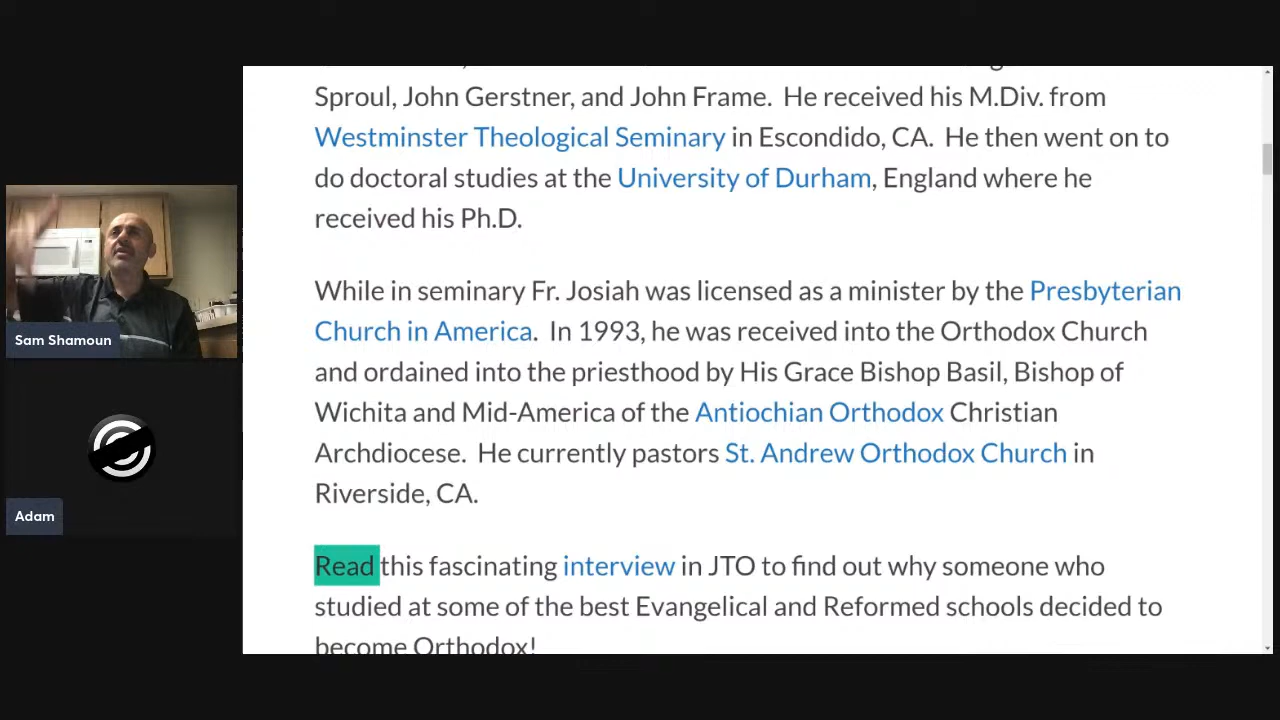 Sproul, John Gerstner, and John Frame. He received his M.Div. from
Westminster Theological Seminary in Escondido, CA. He then went on to
do doctoral studies at the University of Durham, England where he
received his Ph.D.
While in seminary Fr. Josiah was licensed as a minister by the Presbyterian
Church in America. In 1993, he was received into the Orthodox Church
and ordained into the priesthood by His Grace Bishop Basil, Bishop of
Wichita and Mid-America of the Antiochian Orthodox Christian
Archdiocese. He currently pastors St. Andrew Orthodox Church in
Riverside, CA.
Read this fascinating interview in JTO to find out why someone who
studied at some of the best Evangelical and Reformed schools decided to
become Orthodox!
Sam Shamoun
Adam